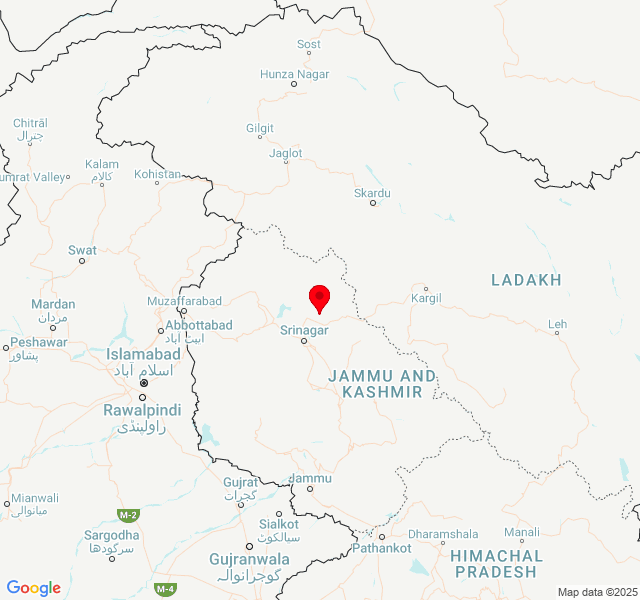 Sost
Hunza Nagar
Chitrāl
چترال
Gilgit
Jaglot
Kalam
كالام
Kohistan
umrat Valley
Skardu
Swat
LADAKH
Kargil
Muzaffarabad
Mardan
مردان
Abbottabad
ایبٹ آباد
Leh
Srinagar
Peshawar
پشاور
Islamabad
اسلام آباد
JAMMU AND
KASHMIR
Rawalpindi
راولپنڈی
Jammu
Gujrat
گجرات
Mianwali
میانوالی
M-2
Sialkot
سیالکوٹ
Sargodha
سرگودھا
Dharamshala
Manali
Pathankot
Gujranwala
گوجرانوالہ
HIMACHAL
PRADESH
M-4
Google
Map data ©2025